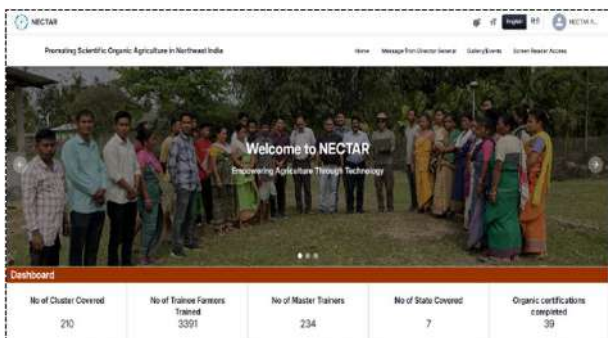 NECTAR
English
Promoting Scientific Organic Agriculture in Northeast India
Home Message from Director General Gallery/Events Screen Reader Access
Welcome to NECTAR
Empowering Agriculture Through Technology
Dashboard
No of Cluster Covered
210
No of Trainee Farmers
Trained
3391
No of Master Trainers
234
No of State Covered
7
Organic certifications
completed
39